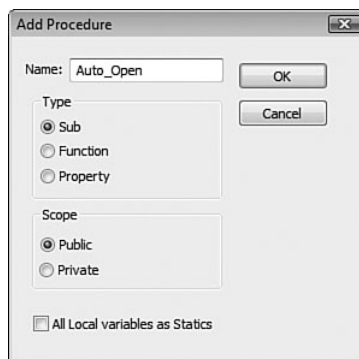 Add Procedure
Name: Auto_Open
OK
Type
Cancel
Sub
Function
Property
Scope
Public
Private
All Local variables as Statics